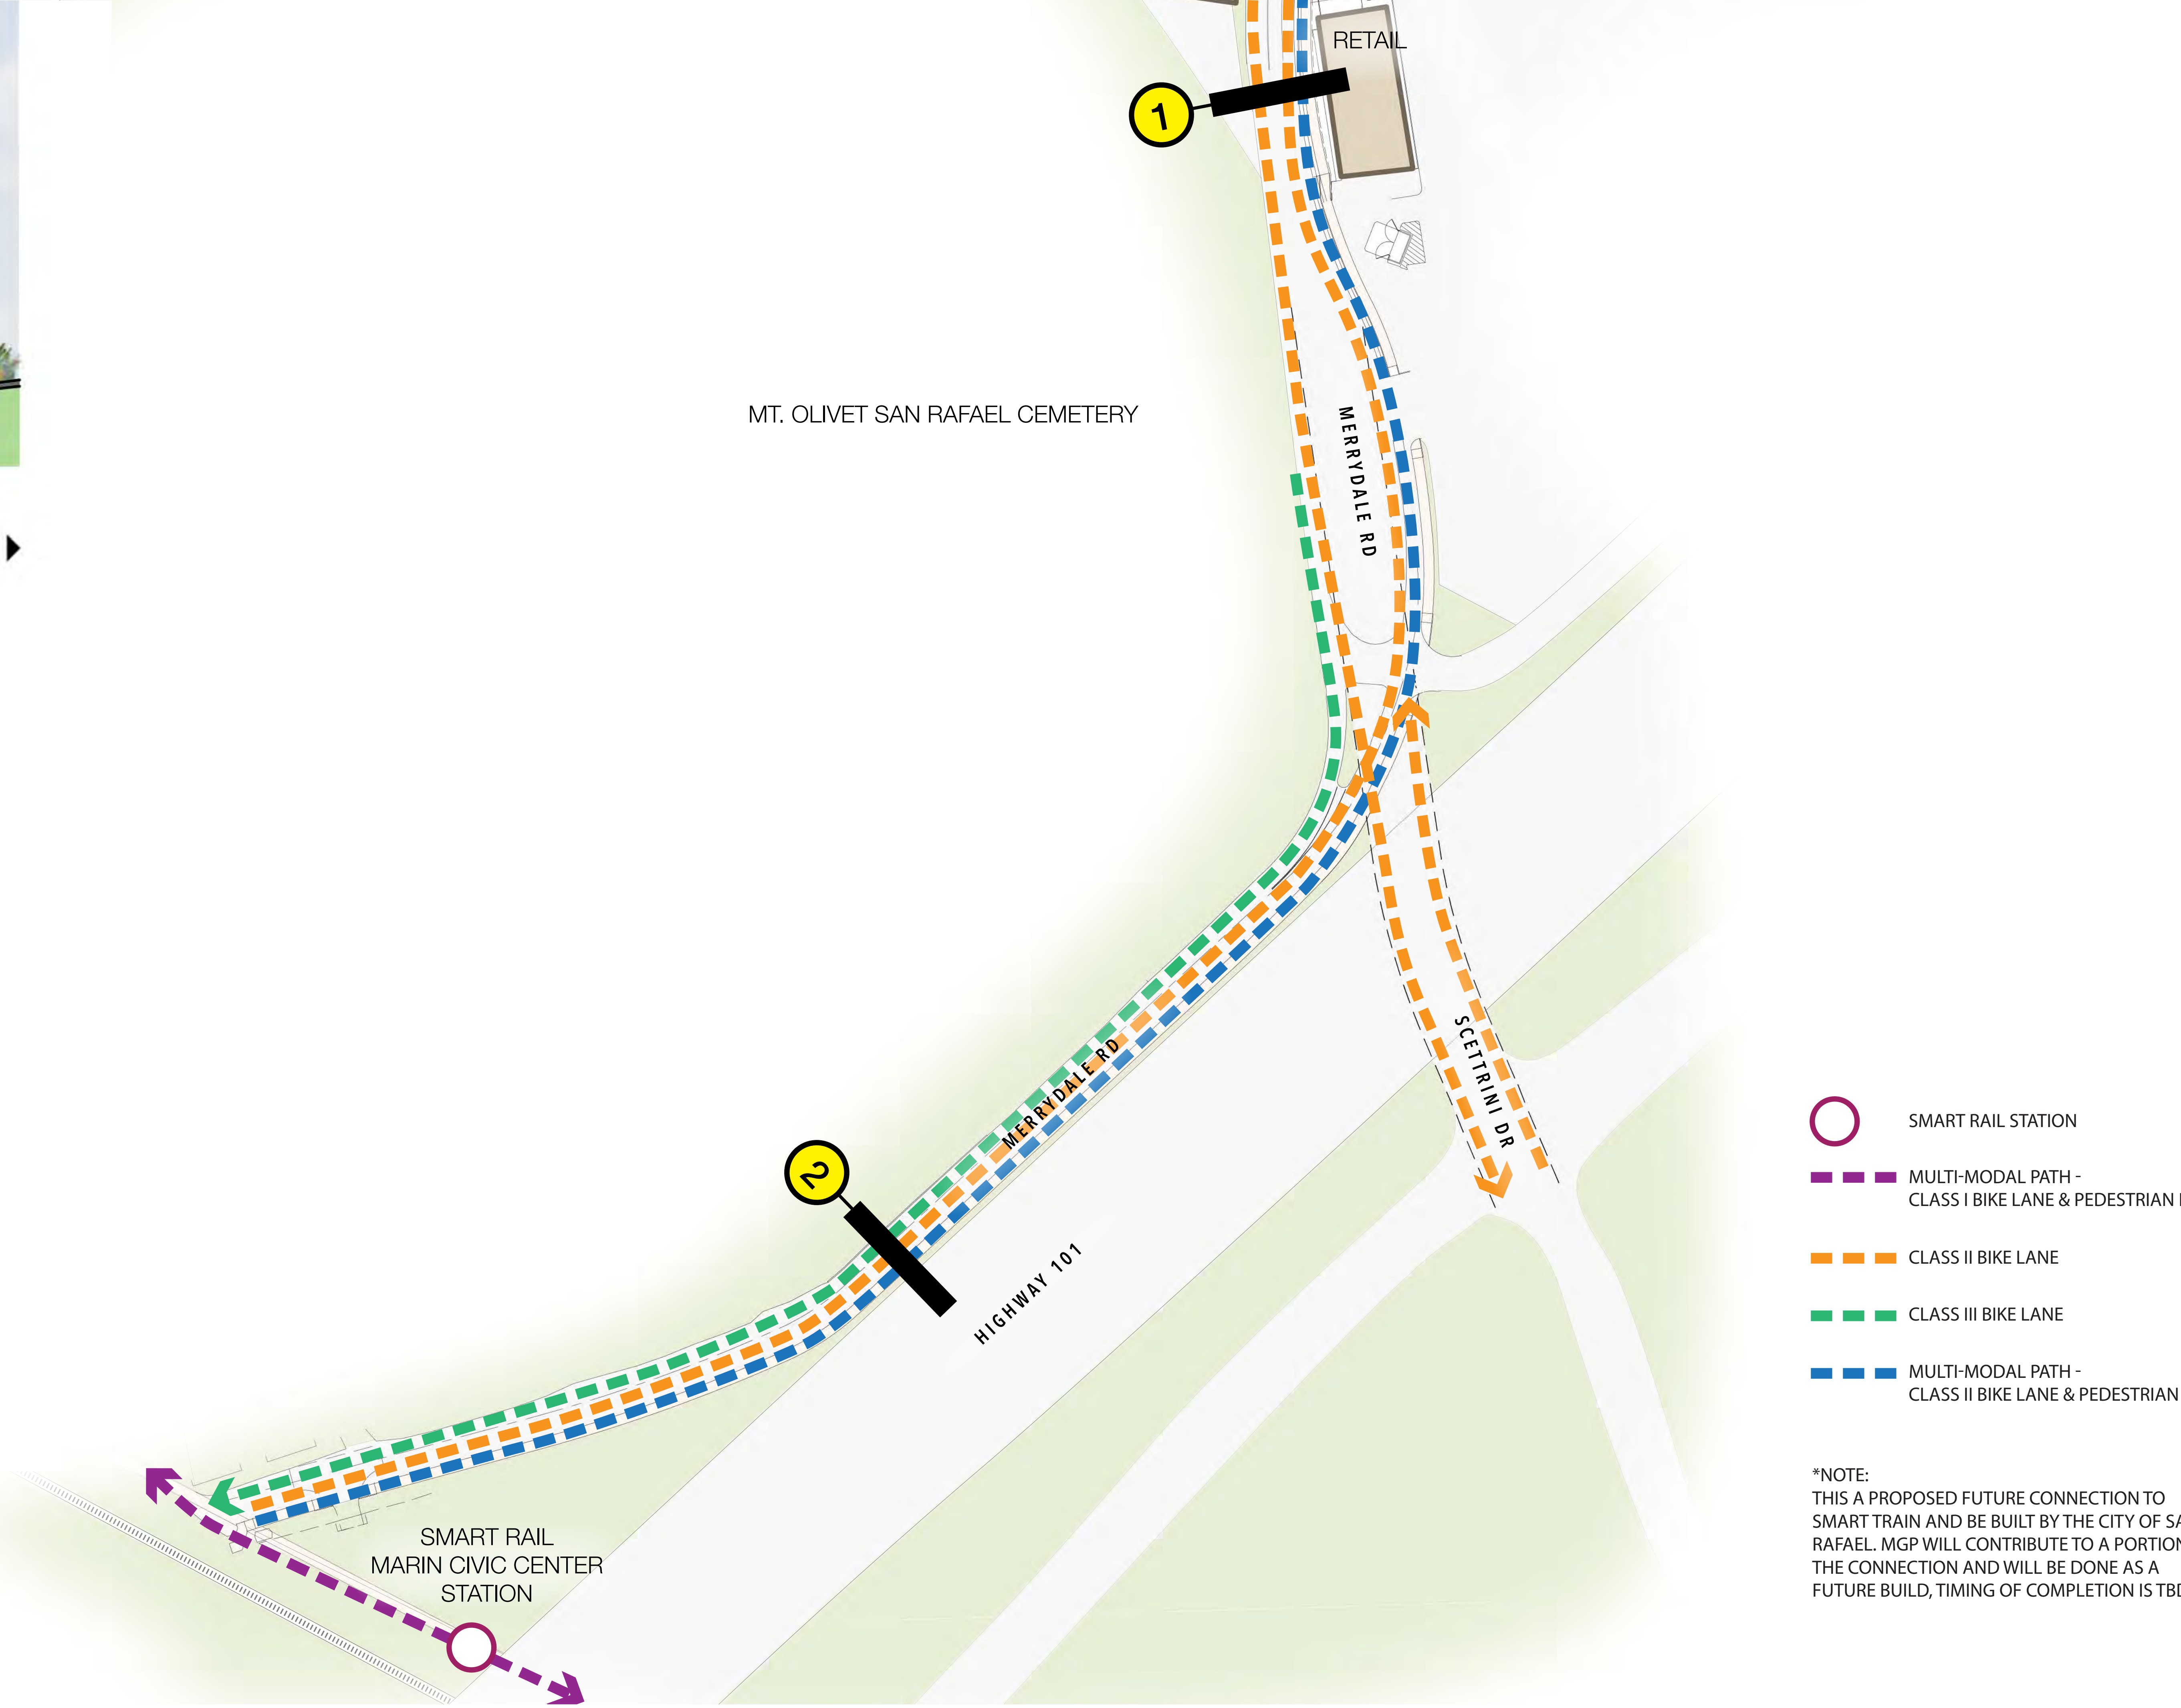 RETAIL
1
MT. OLIVET SAN RAFAEL CEMETERY
MERRYDALE RD
MERRYDALE RD
SCETTRINI DR
2
HIGHWAY 101
SMART RAIL
MARIN CIVIC CENTER
STATION
SMART RAIL STATION
MULTI-MODAL PATH -
CLASS I BIKE LANE & PEDESTRIAN
CLASS II BIKE LANE
CLASS III BIKE LANE
MULTI-MODAL PATH -
CLASS II BIKE LANE & PEDESTRIAN
*NOTE:
THIS A PROPOSED FUTURE CONNECTION TO
SMART TRAIN AND BE BUILT BY THE CITY OF
RAFAEL. MGP WILL CONTRIBUTE TO A PORTION
THE CONNECTION AND WILL BE DONE AS A
FUTURE BUILD, TIMING OF COMPLETION IS